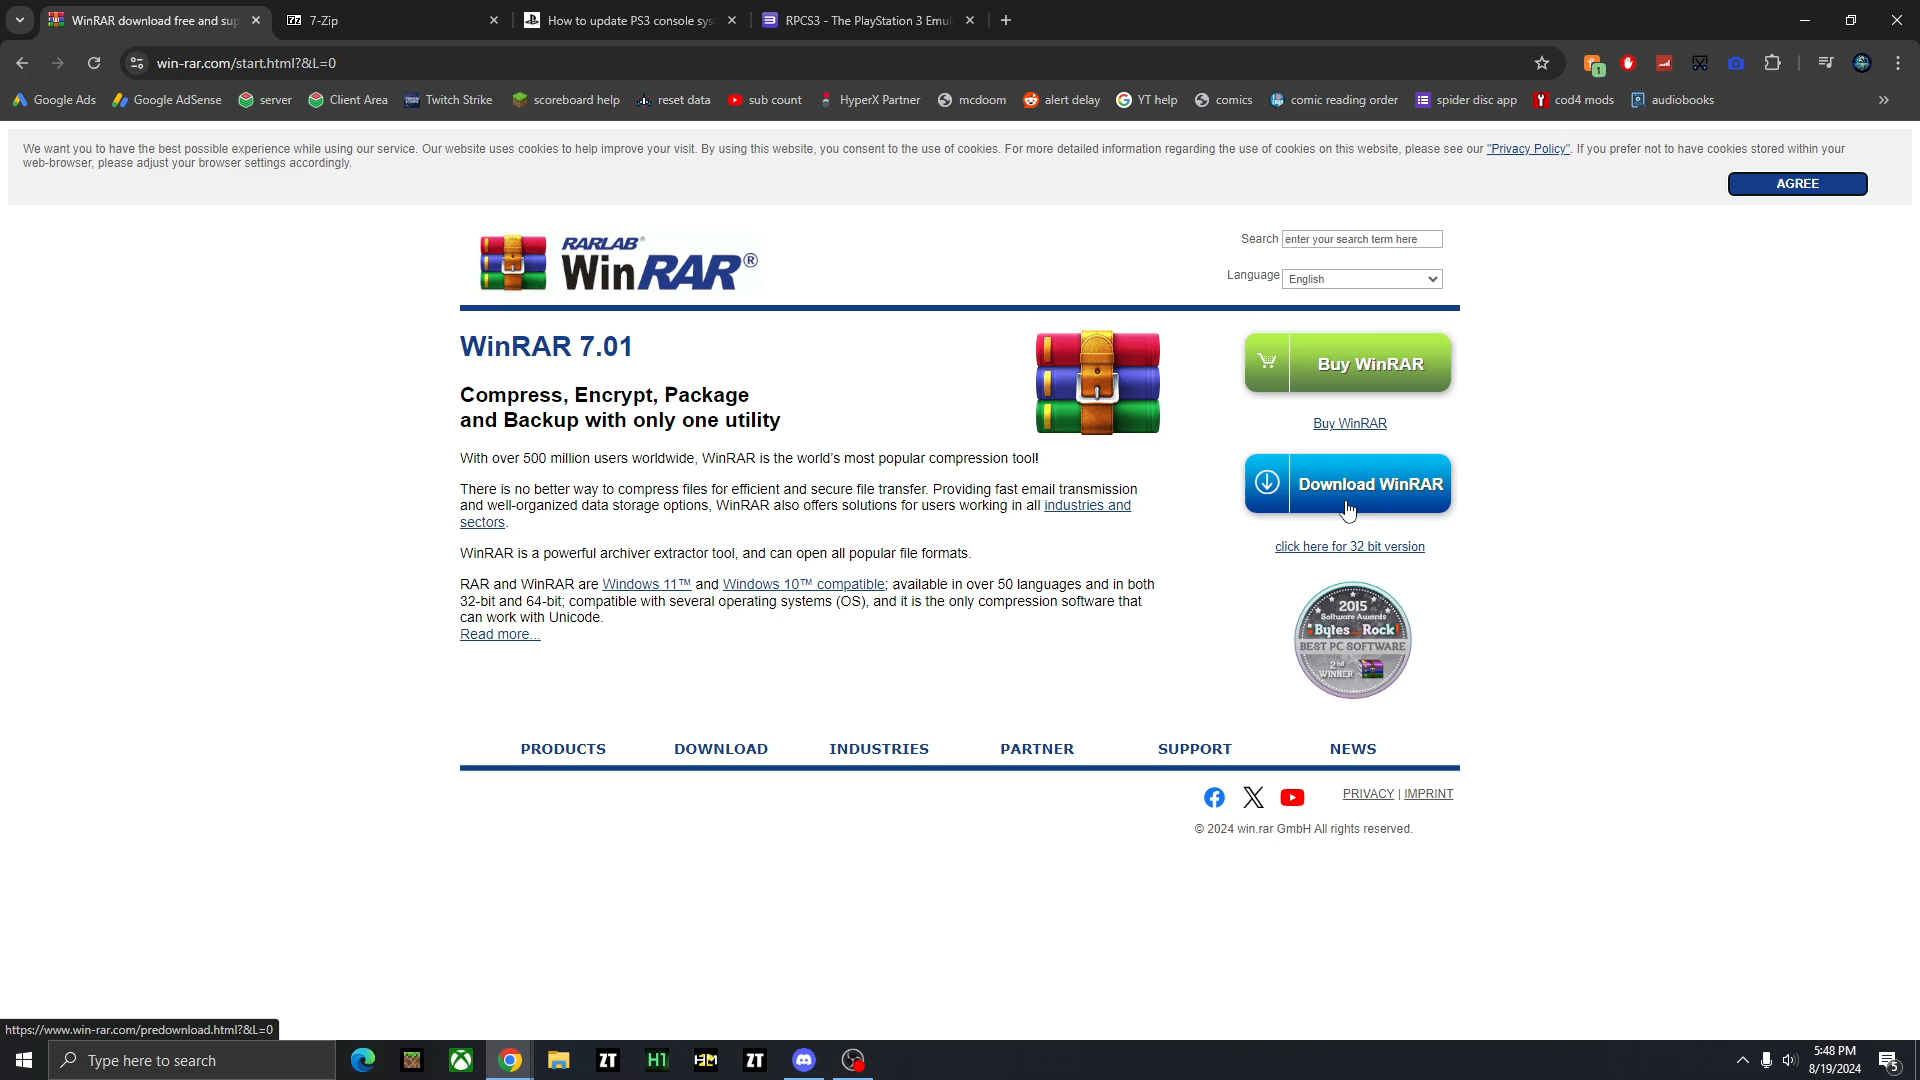 WinRAR download free and sup
7-Zip
How to update PS3 console sys
RPCS3 - The PlayStation 3 Emul
win-rar.com/start.html?&L=0
1
Google Ads
Google AdSense
server
Client Area
Twitch Strike
scoreboard help
reset data
sub count
HyperX Partner
mcdoom
alert delay
YT help
comics
comic reading order
spider disc app
cod4 mods
audiobooks
We want you to have the best possible experience while using our service. Our website uses cookies to help improve your visit. By using this website, you consent to the use of cookies. For more detailed information regarding the use of cookies on this website, please see our "Privacy Policy". If you prefer not to have cookies stored within your
web-browser, please adjust your browser settings accordingly.
AGREE
RARLAB®
WinRAR®
Search enter your search term here
Language English
WinRAR 7.01
Compress, Encrypt, Package
and Backup with only one utility
With over 500 million users worldwide, WinRAR is the world's most popular compression tool!
There is no better way to compress files for efficient and secure file transfer. Providing fast email transmission
and well-organized data storage options, WinRAR also offers solutions for users working in all industries and
sectors.
WinRAR is a powerful archiver extractor tool, and can open all popular file formats.
RAR and WinRAR are Windows 11™ and Windows 10™ compatible; available in over 50 languages and in both
32-bit and 64-bit; compatible with several operating systems (OS), and it is the only compression software that
can work with Unicode.
Read more...
Buy WinRAR
Buy WinRAR
Download WinRAR
click here for 32 bit version
2015
Software Awards
Bytes Rock!
BEST PC SOFTWARE
2nd
WINNER
PRODUCTS
DOWNLOAD
INDUSTRIES
PARTNER
SUPPORT
NEWS
PRIVACY | IMPRINT
© 2024 win.rar GmbH All rights reserved.
https://www.win-rar.com/predownload.html?&L=0
Type here to search
ZT
H1
H3M
ZT
5:48 PM
8/19/2024
5